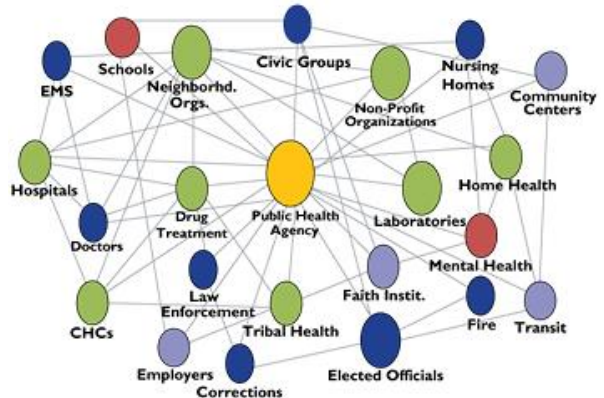 Civic Groups
Schools
Nursing
Homes
EMS
Neighborhd.
Orgs.
Non-Profit
Organizations
Community
Centers
Hospitals
Drug
Treatment
Public Health
Agency
Laboratories
Home Health
Doctors
Mental Health
Law
Enforcement
Faith Instit.
CHCs
Tribal Health
Fire
Transit
Employers
Corrections
Elected Officials